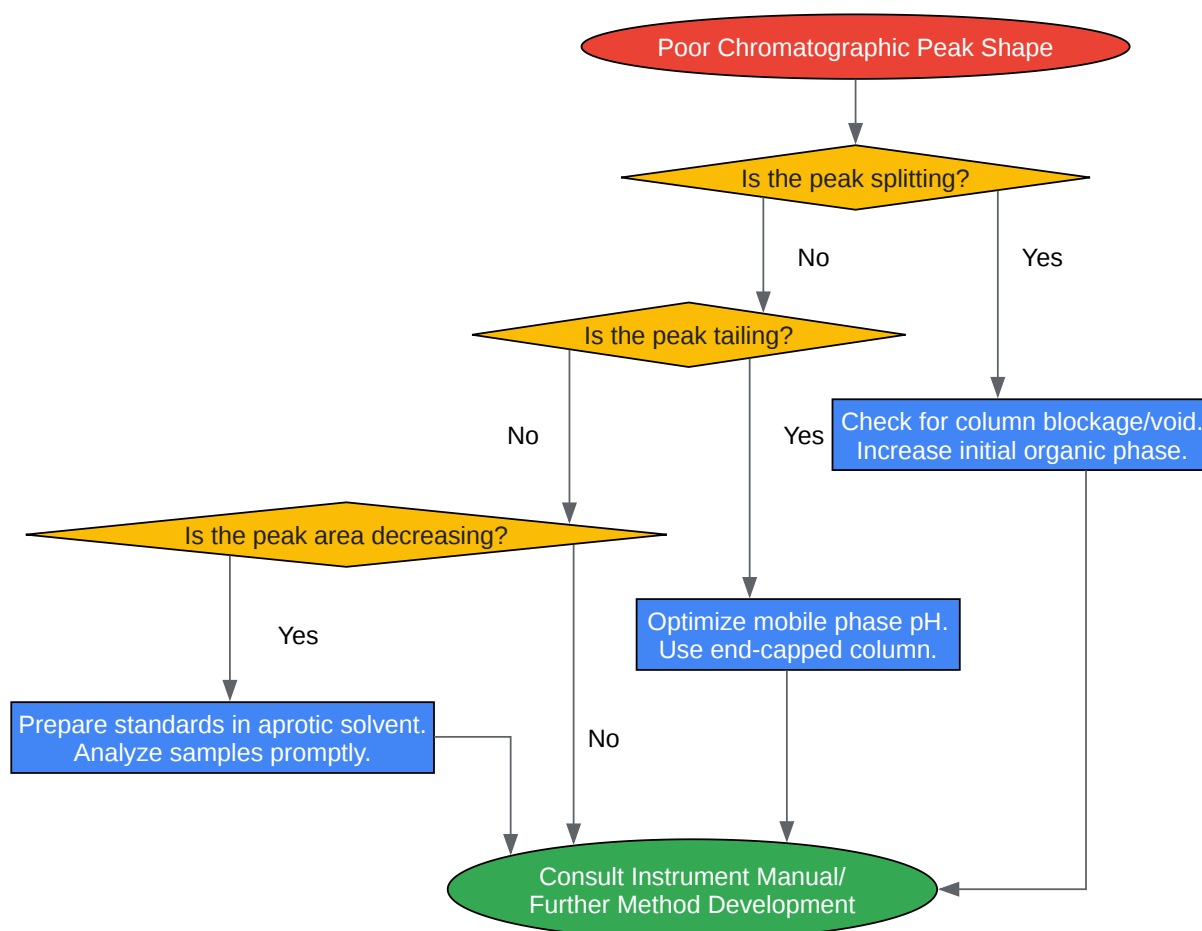 Poor Chromatographic Peak Shape
Is the peak splitting?
No
Yes
Is the peak tailing?
Check for column blockage/void.
Increase initial organic phase.
No
Yes
Is the peak area decreasing?
Optimize mobile phase pH.
Use end-capped column.
Yes
Prepare standards in aprotic solvent.
Analyze samples promptly.
No
Consult Instrument Manual/
Further Method Development